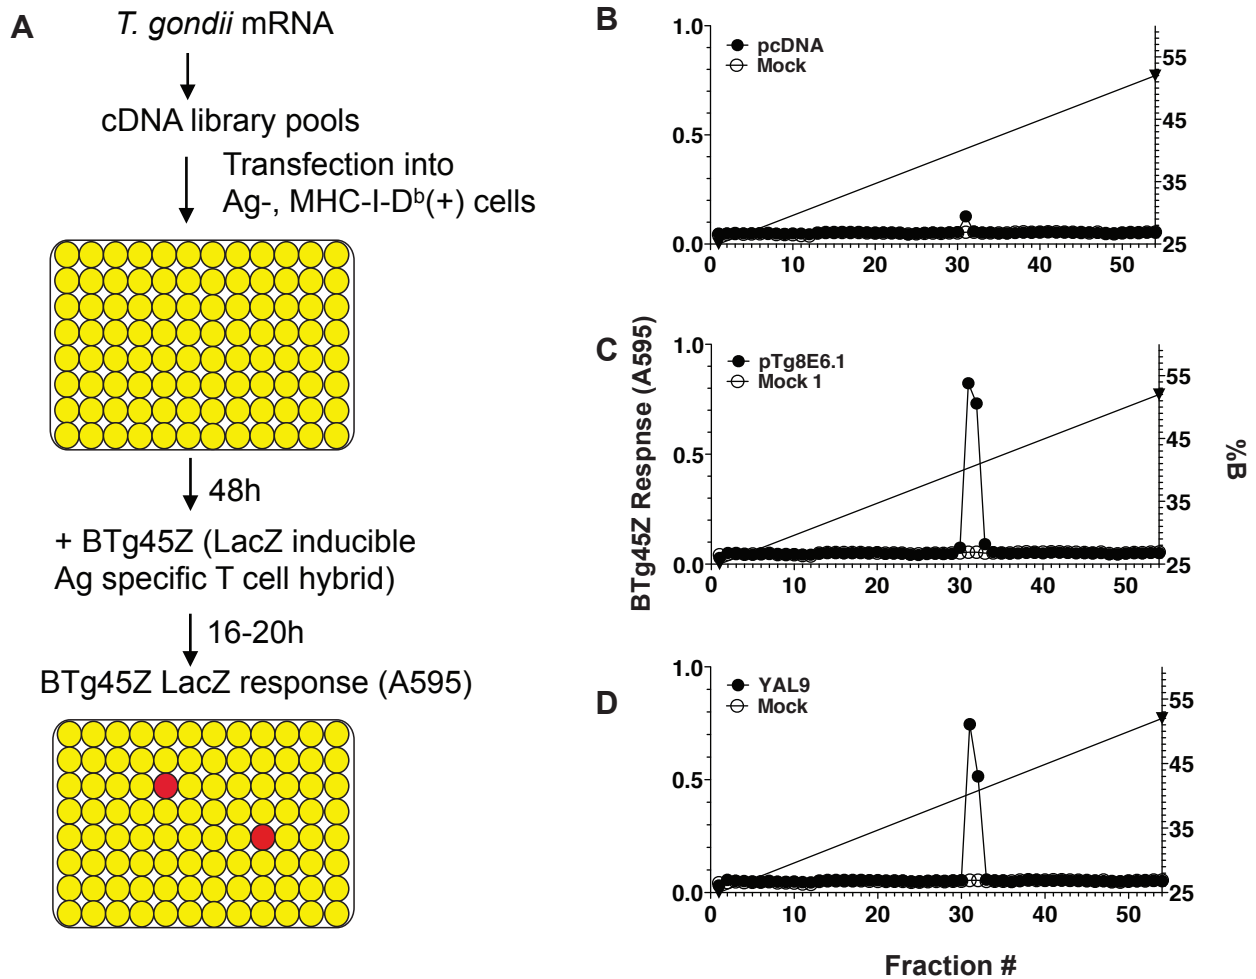 A
T. gondii mRNA
cDNA library pools
Transfection into
Ag-, MHC-I-Dᵇ(+) cells
48h
+ BTg45Z (LacZ inducible
Ag specific T cell hybrid)
16-20h
BTg45Z LacZ response (A595)
B
pcDNA
Mock
1.0
0.5
0.0
0 10 20 30 40 50
55
45
35
25
C
pTg8E6.1
Mock 1
1.0
0.5
0.0
0 10 20 30 40 50
55
45
35
25
BTg45Z Respnse (A595)
%B
D
YAL9
Mock
1.0
0.5
0.0
0 10 20 30 40 50
55
45
35
25
Fraction #